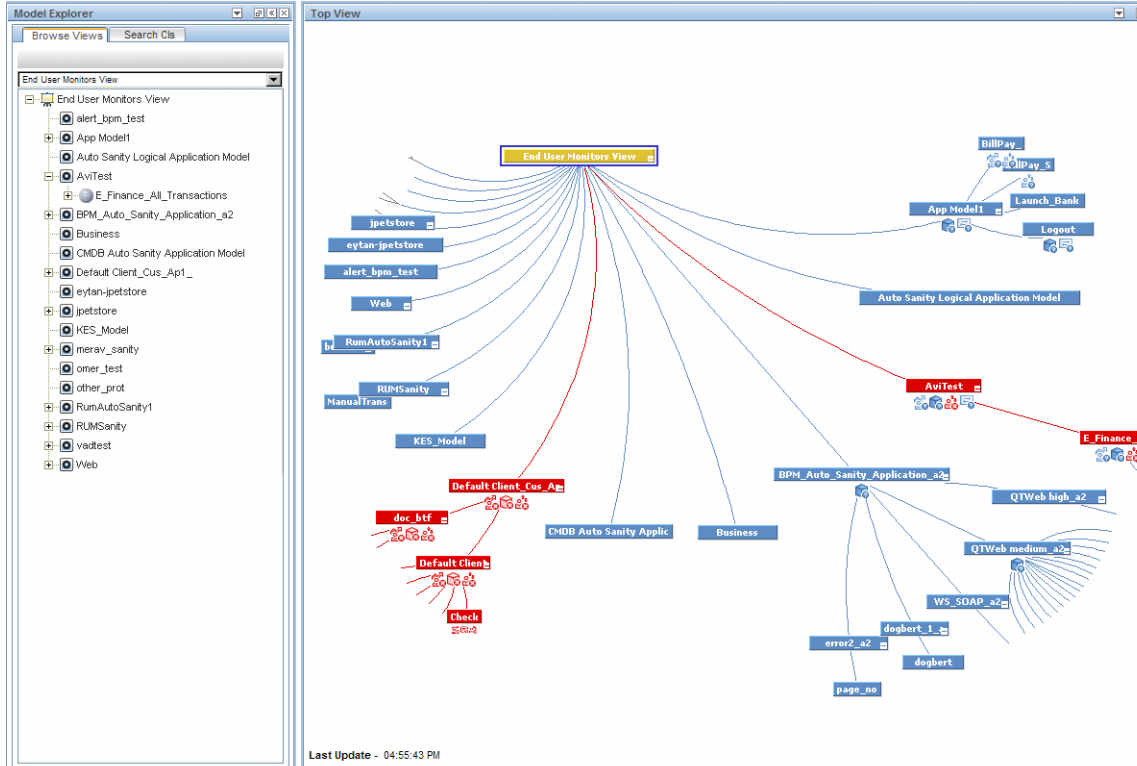 Model Explorer
Browse Views
Search CIs
End User Monitors View
End User Monitors View
alert_bpm_test
App Model1
Auto Sanity Logical Application Model
AviTest
E_Finance_All_Transactions
BPM_Auto_Sanity_Application_a2
Business
CMDB Auto Sanity Application Model
Default Client_Cus_Ap1_
eytan-jpetstore
jpetstore
KES_Model
merav_sanity
omer_test
other_prot
RumAutoSanity1
RUMSanity
vadtest
Web
Top View
End User Monitors View
BillPay_
Pay_S
Launch_Bank
App Model1
Logout
jpetstore
eytan-jpetstore
alert_bpm_test
Web
Auto Sanity Logical Application Model
RumAutoSanity1
RUMSanity
ManualTrans
AviTest
KES_Model
E_Finance_
BPM_Auto_Sanity_Application_a2
Default Client_Cus_Ap
QTWeb high_a2
doc_btf
CMDB Auto Sanity Applic
Business
QTWeb medium_a2
Default Client
WS_SOAP_a2
Check
dogbert_1_
error2_a2
dogbert
page_no
Last Update - 04:55:43 PM